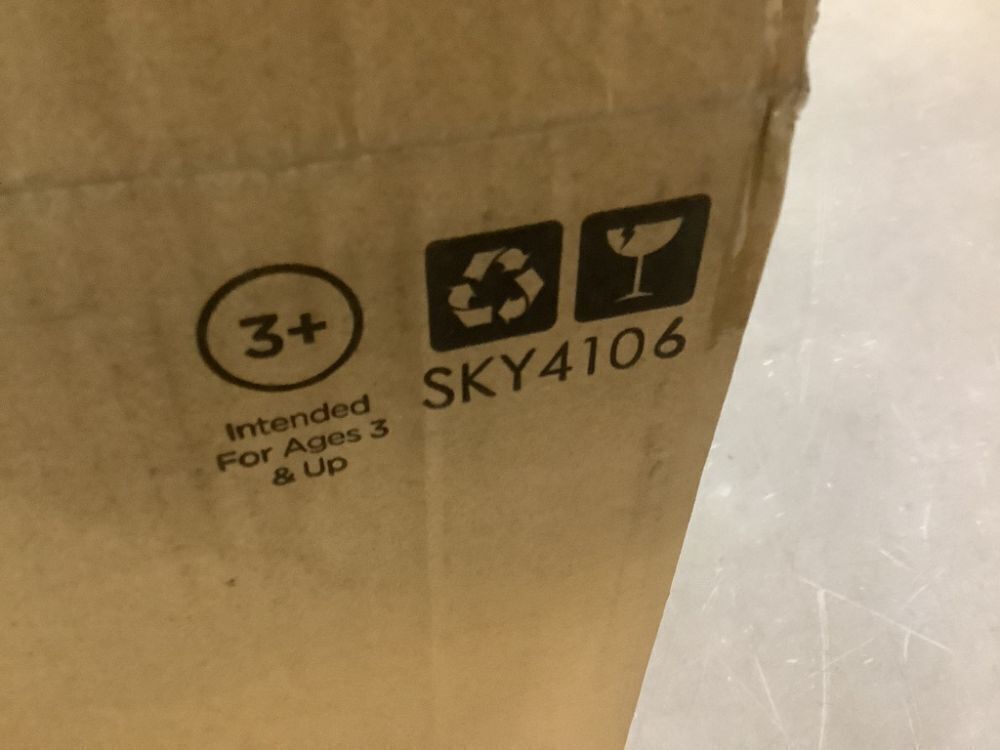 3+
Intended
For Ages 3
& Up
SKY4106